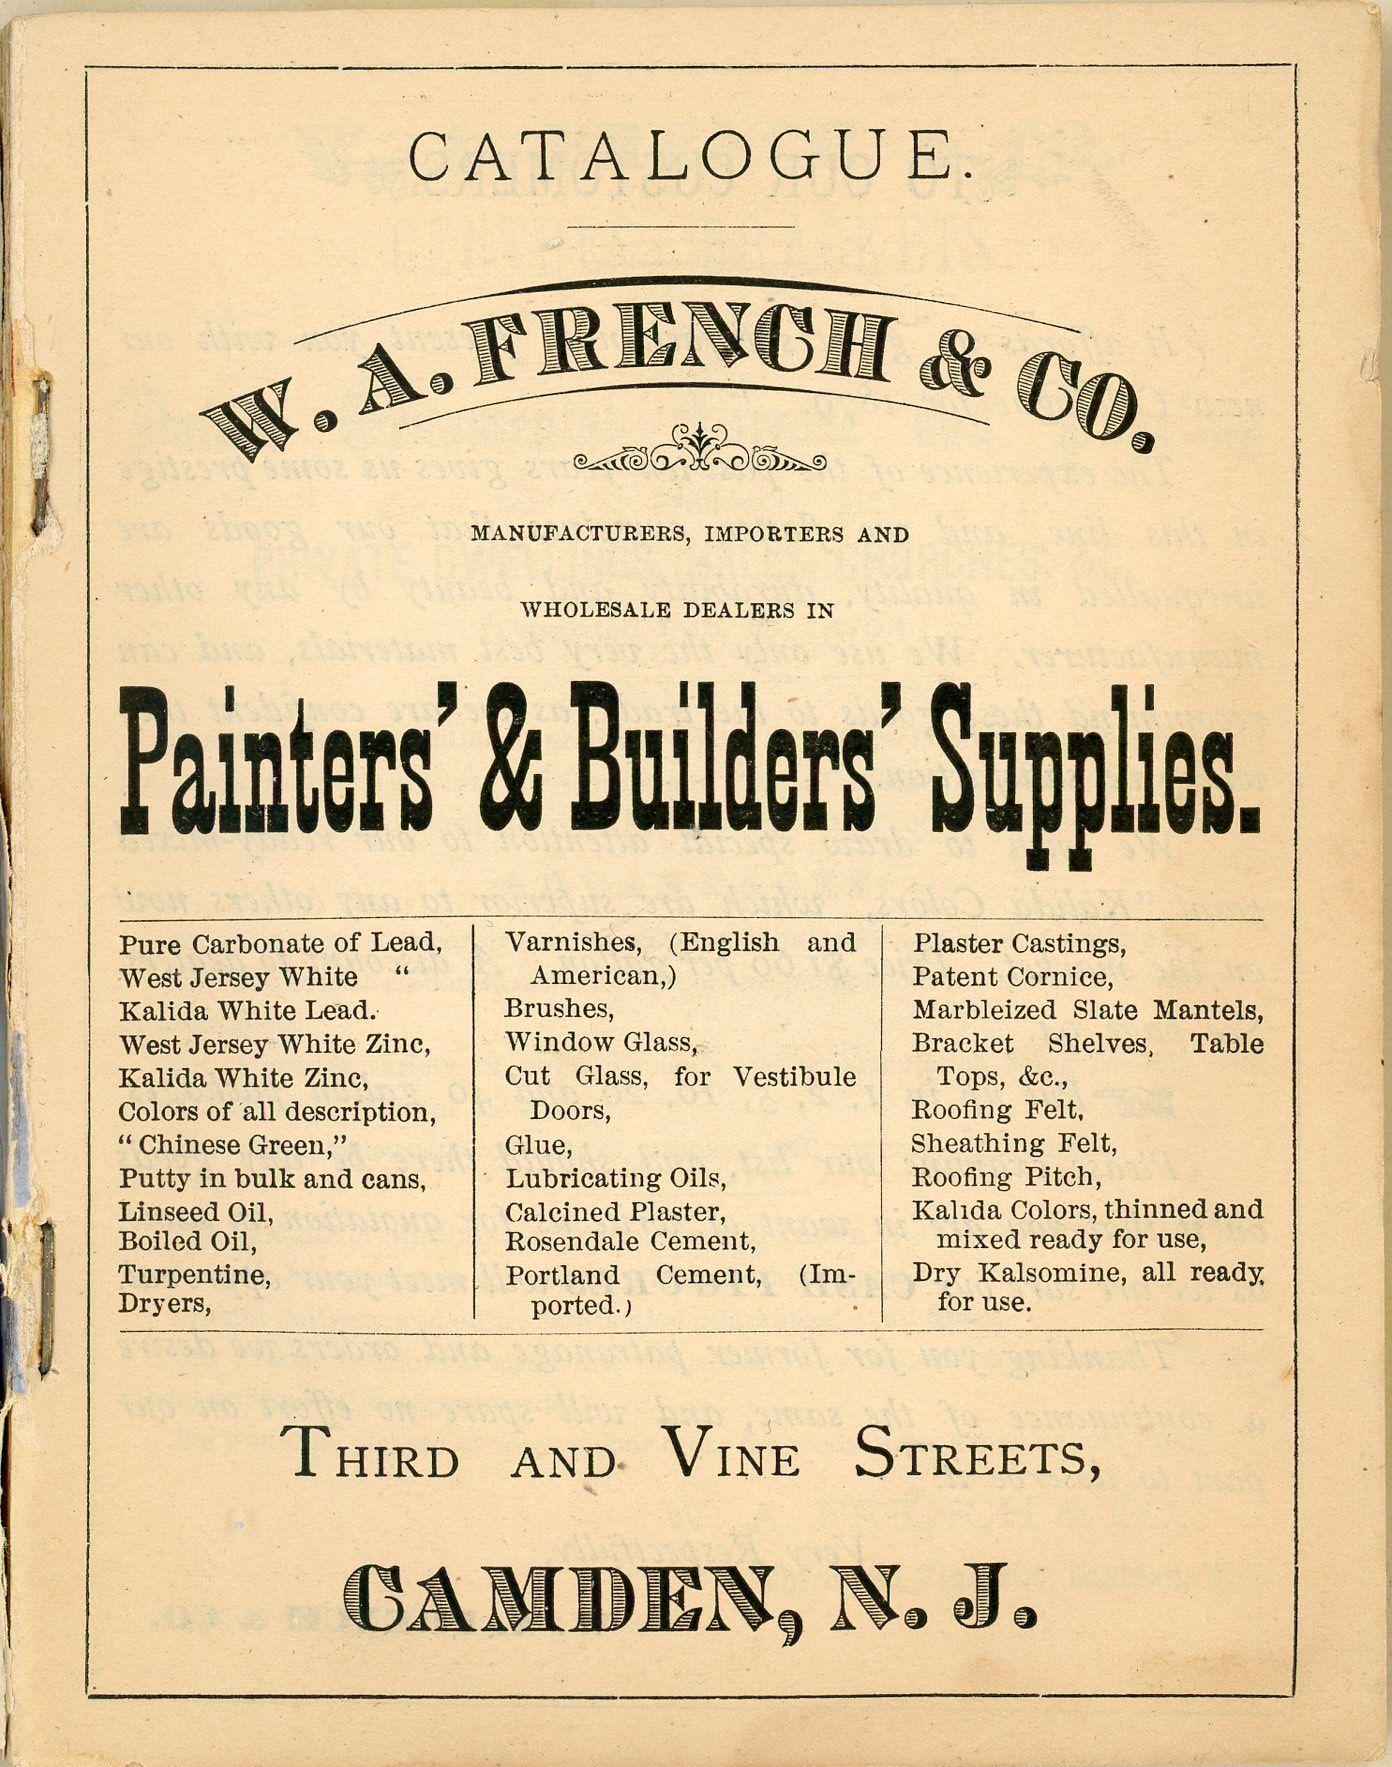 CATALOGUE.
W. A. FRENCH & CO.
MANUFACTURERS, IMPORTERS AND
WHOLESALE DEALERS IN
Painters' & Builders' Supplies.
Pure Carbonate of Lead,
West Jersey White "
Kalida White Lead.
West Jersey White Zinc,
Kalida White Zinc,
Colors of all description,
"Chinese Green,"
Putty in bulk and cans,
Linseed Oil,
Boiled Oil,
Turpentine,
Dryers,
Varnishes, (English and
American,)
Brushes,
Window Glass,
Cut Glass, for Vestibule
Doors,
Glue,
Lubricating Oils,
Calcined Plaster,
Rosendale Cement,
Portland Cement, (Im-
ported.)
Plaster Castings,
Patent Cornice,
Marbleized Slate Mantels,
Bracket Shelves, Table
Tops, &c.,
Roofing Felt,
Sheathing Felt,
Roofing Pitch,
Kalida Colors, thinned and
mixed ready for use,
Dry Kalsomine, all ready
for use.
THIRD AND VINE STREETS,
CAMDEN, N. J.